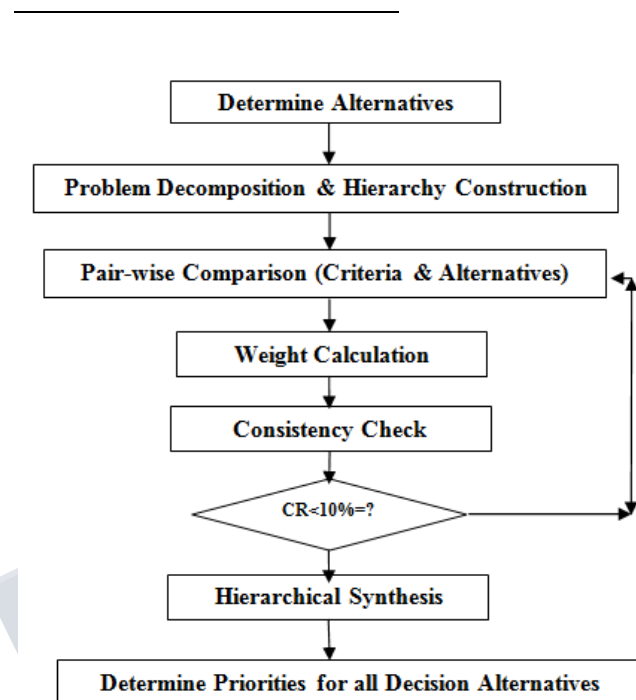 Determine Alternatives
Problem Decomposition & Hierarchy Construction
Pair-wise Comparison (Criteria & Alternatives)
Weight Calculation
Consistency Check
CR<10%=?
Hierarchical Synthesis
Determine Priorities for all Decision Alternatives